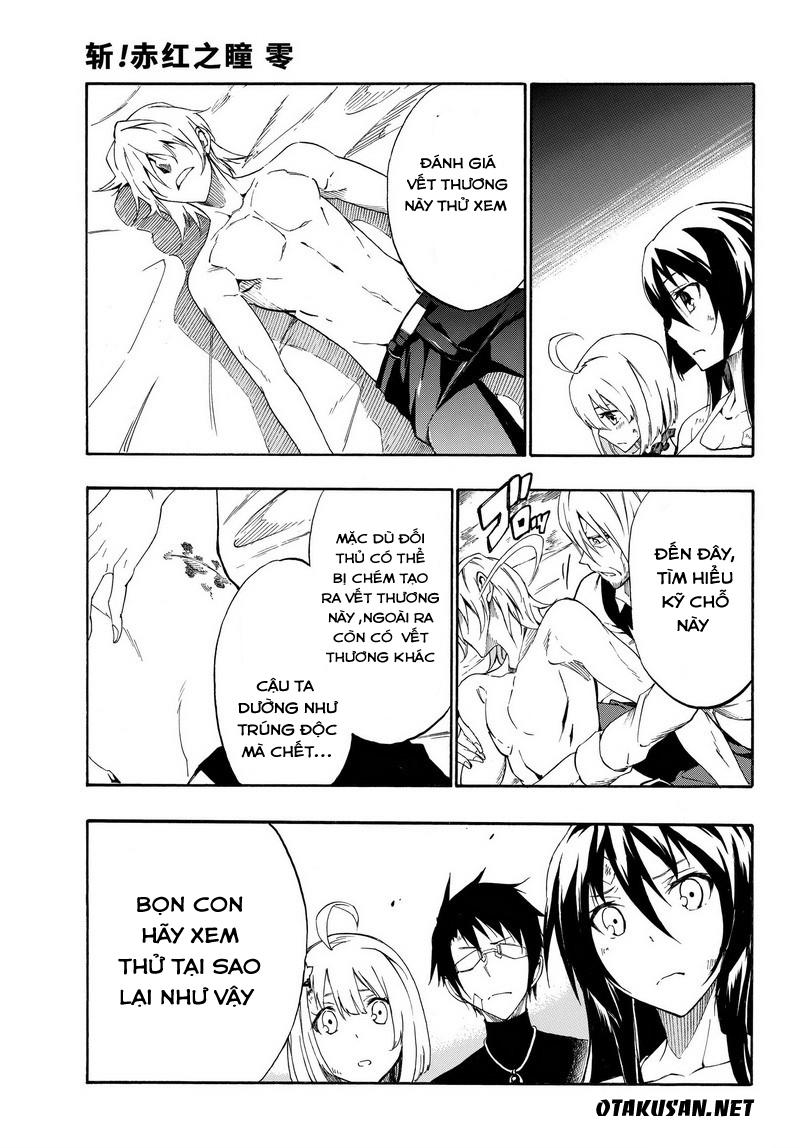 斩!赤红之瞳 零
ĐÁNH GIÁ
VẾT THƯƠNG
NÀY THỬ XEM
ĐẾN ĐÂY,
TÌM HIỂU
KỸ CHỖ
NÀY
ゴロッ
MẶC DÙ ĐỐI
THỦ CÓ THỂ
BỊ CHÉM TẠO
RA VẾT THƯƠNG
NÀY ,NGOÀI RA
CÒN CÓ VẾT
THƯƠNG KHÁC
CẬU TA
DƯỜNG NHƯ
TRÚNG ĐỘC
MÀ CHẾT...
BỌN CON
HÃY XEM
THỬ TẠI SAO
LẠI NHƯ VẬY
OTAKUSAN.NET